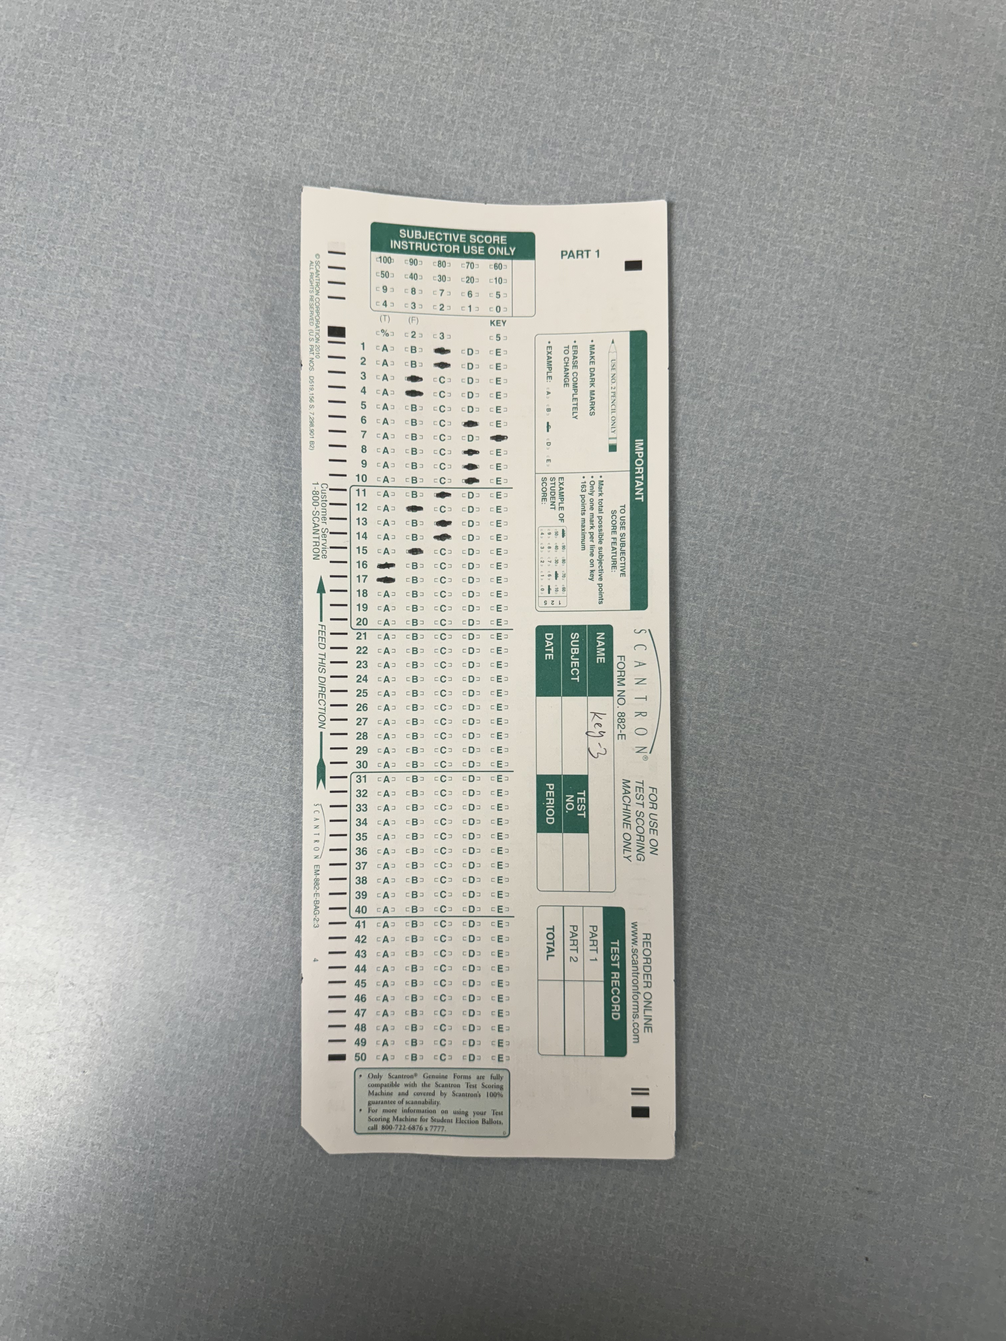 SUBJECTIVE SCORE
INSTRUCTOR USE ONLY
100 90 80 70 60
50 40 30 20 10
9 8 7 6 5
4 3 2 1 0
(T) (F) KEY
% 2 3 5
1 A B D E
2 A B D E
3 A C D E
4 A C D E
5 A B C D E
6 A B C E
7 A B C D
8 A B C E
9 A B C E
10 A B C E
11 A B D E
12 A C D E
13 A B D E
14 A B D E
15 A C D E
16 B C D E
17 B C D E
18 A B C D E
19 A B C D E
20 A B C D E
21 A B C D E
22 A B C D E
23 A B C D E
24 A B C D E
25 A B C D E
26 A B C D E
27 A B C D E
28 A B C D E
29 A B C D E
30 A B C D E
31 A B C D E
32 A B C D E
33 A B C D E
34 A B C D E
35 A B C D E
36 A B C D E
37 A B C D E
38 A B C D E
39 A B C D E
40 A B C D E
41 A B C D E
42 A B C D E
43 A B C D E
44 A B C D E
45 A B C D E
46 A B C D E
47 A B C D E
48 A B C D E
49 A B C D E
50 A B C D E
• Only Scantron® Genuine Forms are fully
compatible with the Scantron Test Scoring
Machine and covered by Scantron's 100%
guarantee of scannability.
• For more information on using your Test
Scoring Machine for Student Election Ballots,
call 800-722-6876 x 7777.
PART 1
IMPORTANT
USE NO. 2 PENCIL ONLY
• MAKE DARK MARKS
• ERASE COMPLETELY
TO CHANGE
• EXAMPLE: A B D E
TO USE SUBJECTIVE
SCORE FEATURE:
• Mark total possible subjective points
• Only one mark per line on key
• 163 points maximum
EXAMPLE OF
STUDENT
SCORE:
SCANTRON®
FORM NO. 882-E
FOR USE ON
TEST SCORING
MACHINE ONLY
NAME Key-3
SUBJECT
TEST
NO.
DATE
PERIOD
REORDER ONLINE
www.scantronforms.com
TEST RECORD
PART 1
PART 2
TOTAL
© SCANTRON CORPORATION 2010
ALL RIGHTS RESERVED
Customer Service
1-800-SCANTRON
FEED THIS DIRECTION
SCANTRON EM-882-E-BAG-2:3
4